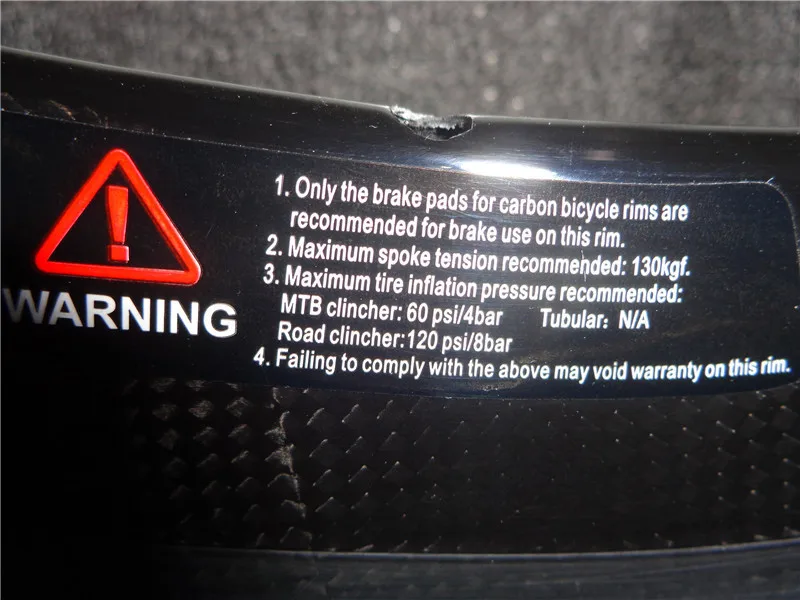 !
WARNING
1. Only the brake pads for carbon bicycle rims are
recommended for brake use on this rim.
2. Maximum spoke tension recommended: 130kgf.
3. Maximum tire inflation pressure recommended:
MTB clincher: 60 psi/4bar Tubular: N/A
Road clincher:120 psi/8bar
4. Failing to comply with the above may void warranty on this rim.